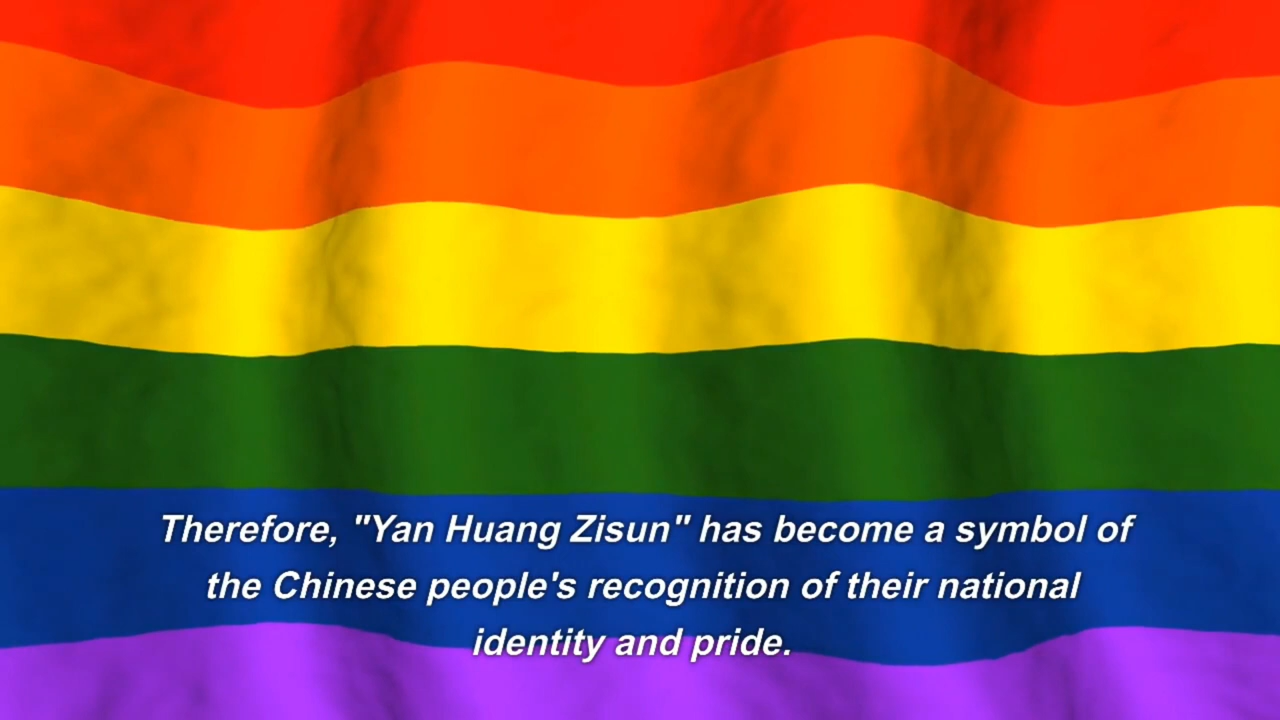 Therefore, "Yan Huang Zisun" has become a symbol of
the Chinese people's recognition of their national
identity and pride.